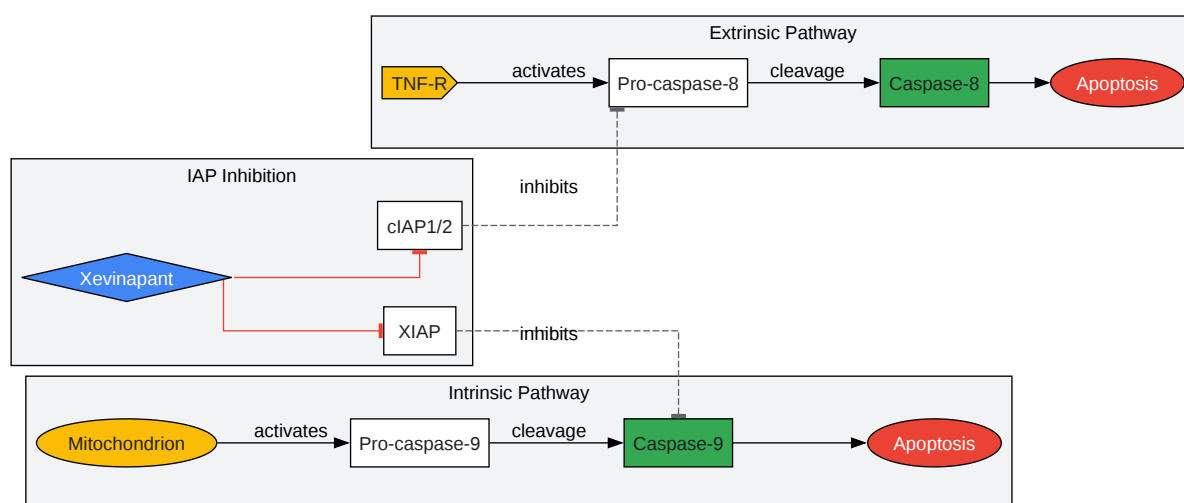 Extrinsic Pathway
TNF-R
activates
Pro-caspase-8
cleavage
Caspase-8
Apoptosis
IAP Inhibition
inhibits
cIAP1/2
Xevinapant
XIAP
inhibits
Intrinsic Pathway
Mitochondrion
activates
Pro-caspase-9
cleavage
Caspase-9
Apoptosis